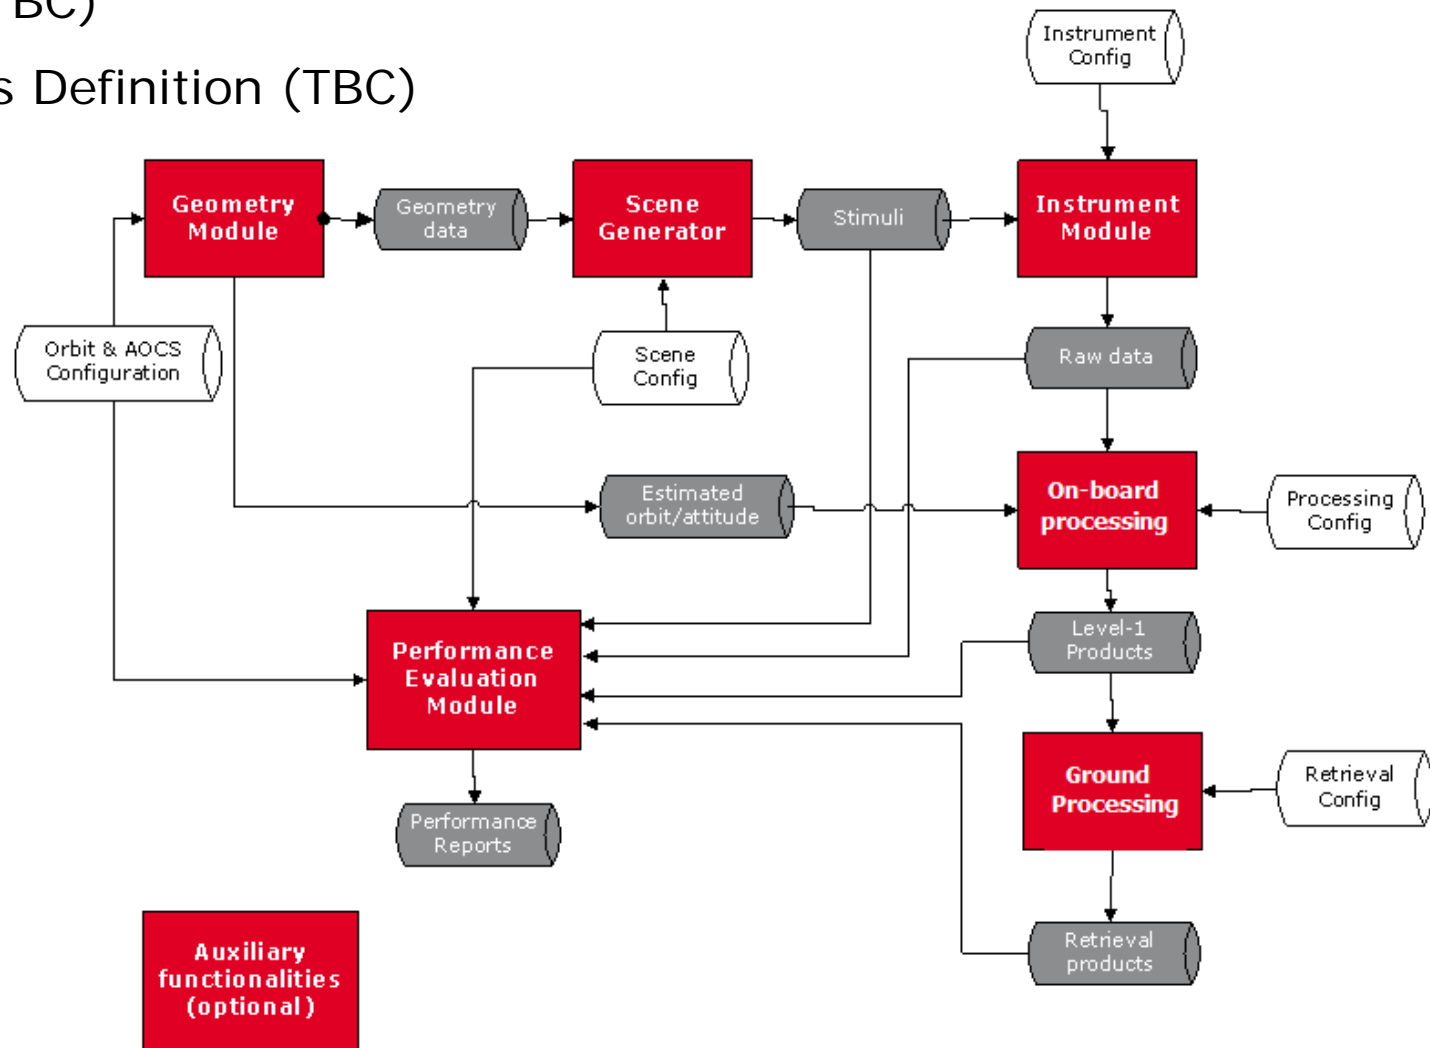 BC)
s Definition (TBC)
Instrument
Config
Geometry
Module
Geometry
data
Scene
Generator
Stimuli
Instrument
Module
Orbit & AOCS
Configuration
Scene
Config
Raw data
Estimated
orbit/attitude
On-board
processing
Processing
Config
Performance
Evaluation
Module
Level-1
Products
Ground
Processing
Retrieval
Config
Performance
Reports
Auxiliary
functionalities
(optional)
Retrieval
products